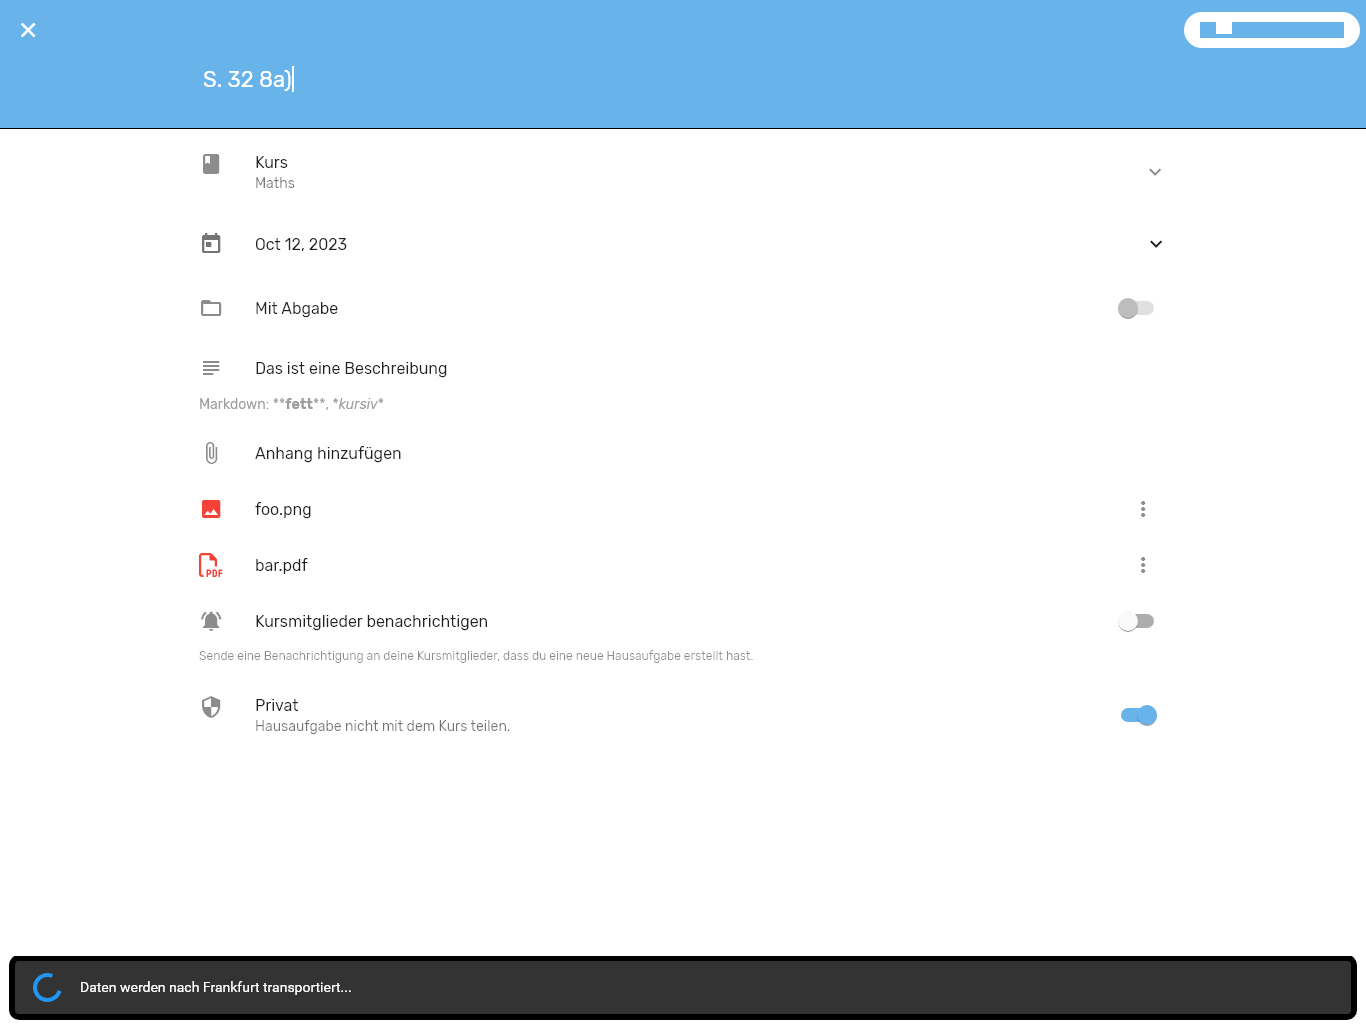 S. 32 8a)
Kurs
Maths
Oct 12, 2023
Mit Abgabe
Das ist eine Beschreibung
Markdown: **fett**, *kursiv*
Anhang hinzufügen
foo.png
PDF
bar.pdf
Kursmitglieder benachrichtigen
Sende eine Benachrichtigung an deine Kursmitglieder, dass du eine neue Hausaufgabe erstellt hast.
Privat
Hausaufgabe nicht mit dem Kurs teilen.
Daten werden nach Frankfurt transportiert...